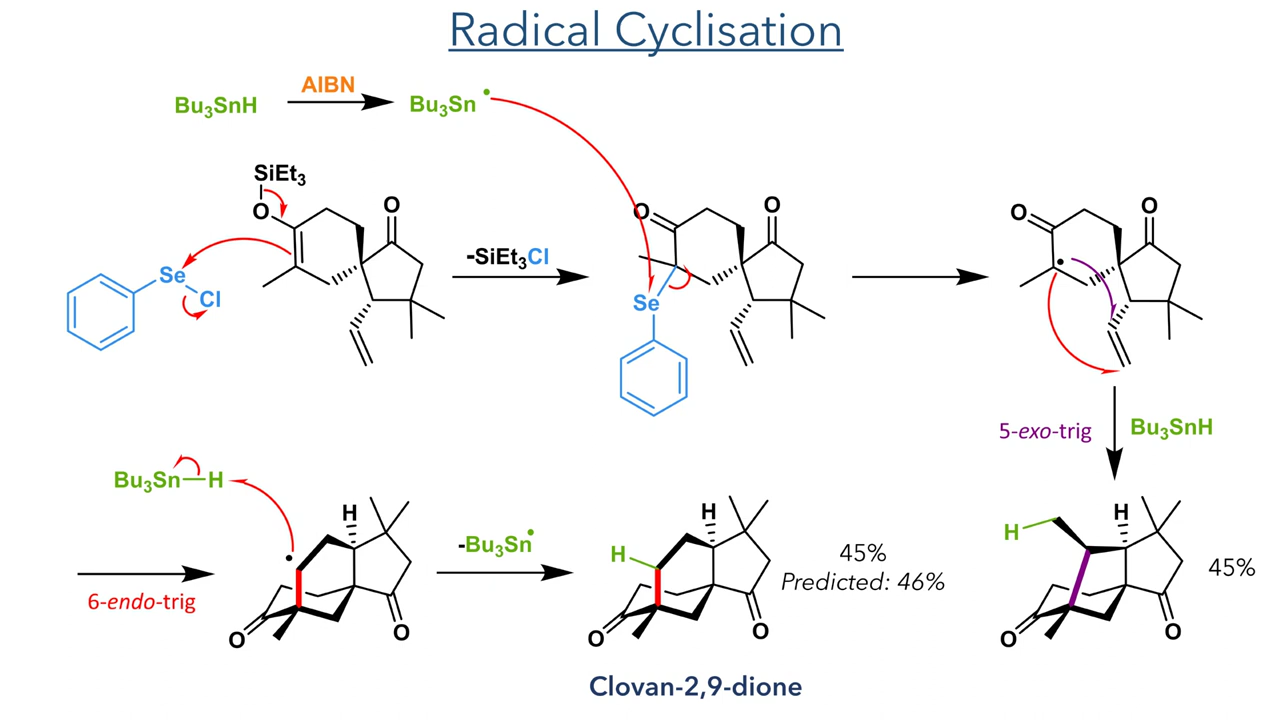 Radical Cyclisation
Bu₃SnH
AIBN
Bu₃Sn•
SiEt₃
O
O
Se
Cl
-SiEt₃Cl
O
O
Se
O
O
5-exo-trig
Bu₃SnH
Bu₃Sn—H
6-endo-trig
H
O
O
-Bu₃Sn•
H
H
O
O
45%
Predicted: 46%
Clovan-2,9-dione
H
H
O
O
45%